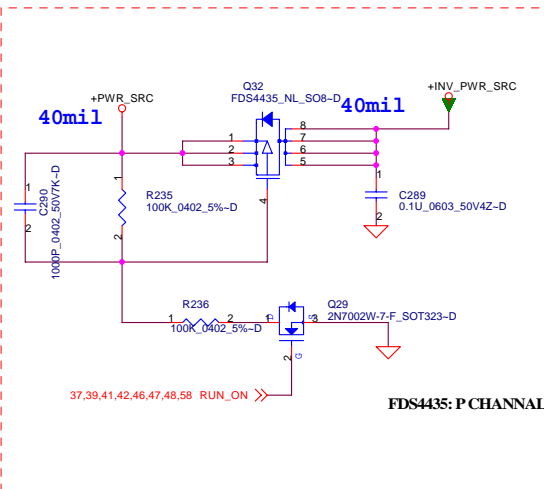 Q32
FDS4435_NL_SO8~D
+PWR_SRC
+INV_PWR_SRC
40mil
40mil
1
2
3
8
7
6
5
4
1
2
C290
1000P_0402_50V7K~D
1
2
R235
100K_0402_5%~D
1
2
C289
0.1U_0603_50V4Z~D
R236
1
2
100K_0402_5%~D
Q29
2N7002W-7-F_SOT323~D
1
D
S
3
2
G
37,39,41,42,46,47,48,58 RUN_ON
FDS4435: P CHANNAL